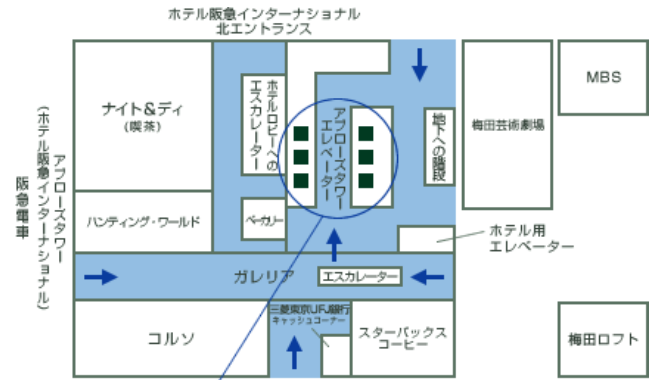 ホテル阪急インターナショナル
北エントランス
ナイト&ディ
(喫茶)
ホテルロビーへの
エスカレーター
アプローズタワー
エレベーター
地下への階段
梅田芸術劇場
MBS
アプローズタワー
(ホテル阪急インターナショナル)
阪急電車
ハンティング・ワールド
ベーカリー
ホテル用
エレベーター
ガレリア
エスカレーター
コルソ
三菱東京UFJ銀行
キャッシュコーナー
スターバックス
コーヒー
梅田ロフト